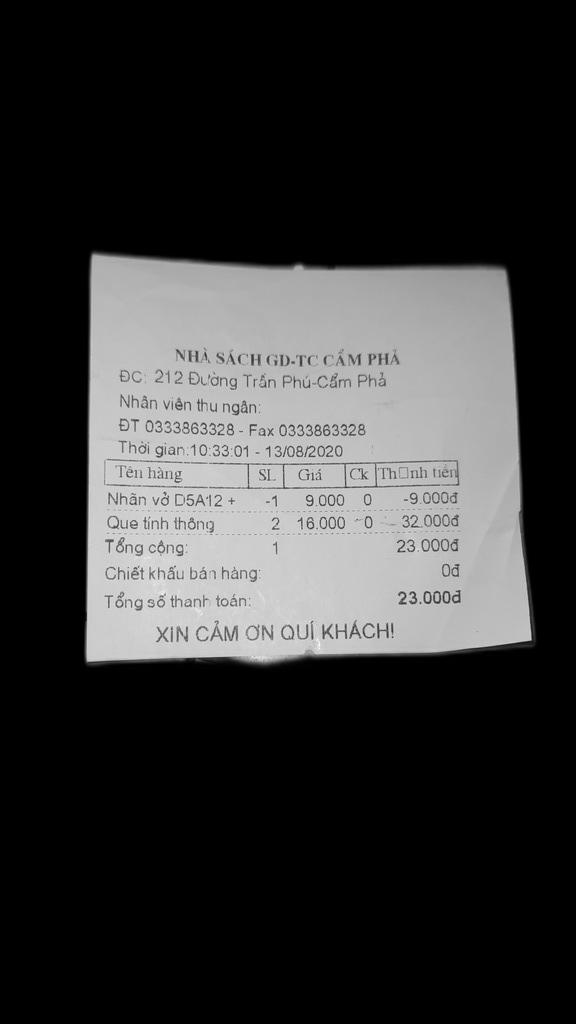 NHÀ SÁCH GD-TC CẨM PHẢ
ĐC: 212 Đường Trần Phú-Cẩm Phả
Nhân viên thu ngân:
ĐT 0333863328 - Fax 0333863328
Thời gian:10:33:01 - 13/08/2020
Tên hàng SL Giá Ck Th□nh tiền
Nhãn vở D5A12 + -1 9.000 0 -9.000đ
Que tính thông 2 16.000 0 32.000đ
Tổng cộng: 1 23.000đ
Chiết khấu bán hàng: 0đ
Tổng số thanh toán: 23.000đ
XIN CẢM ƠN QUÍ KHÁCH!